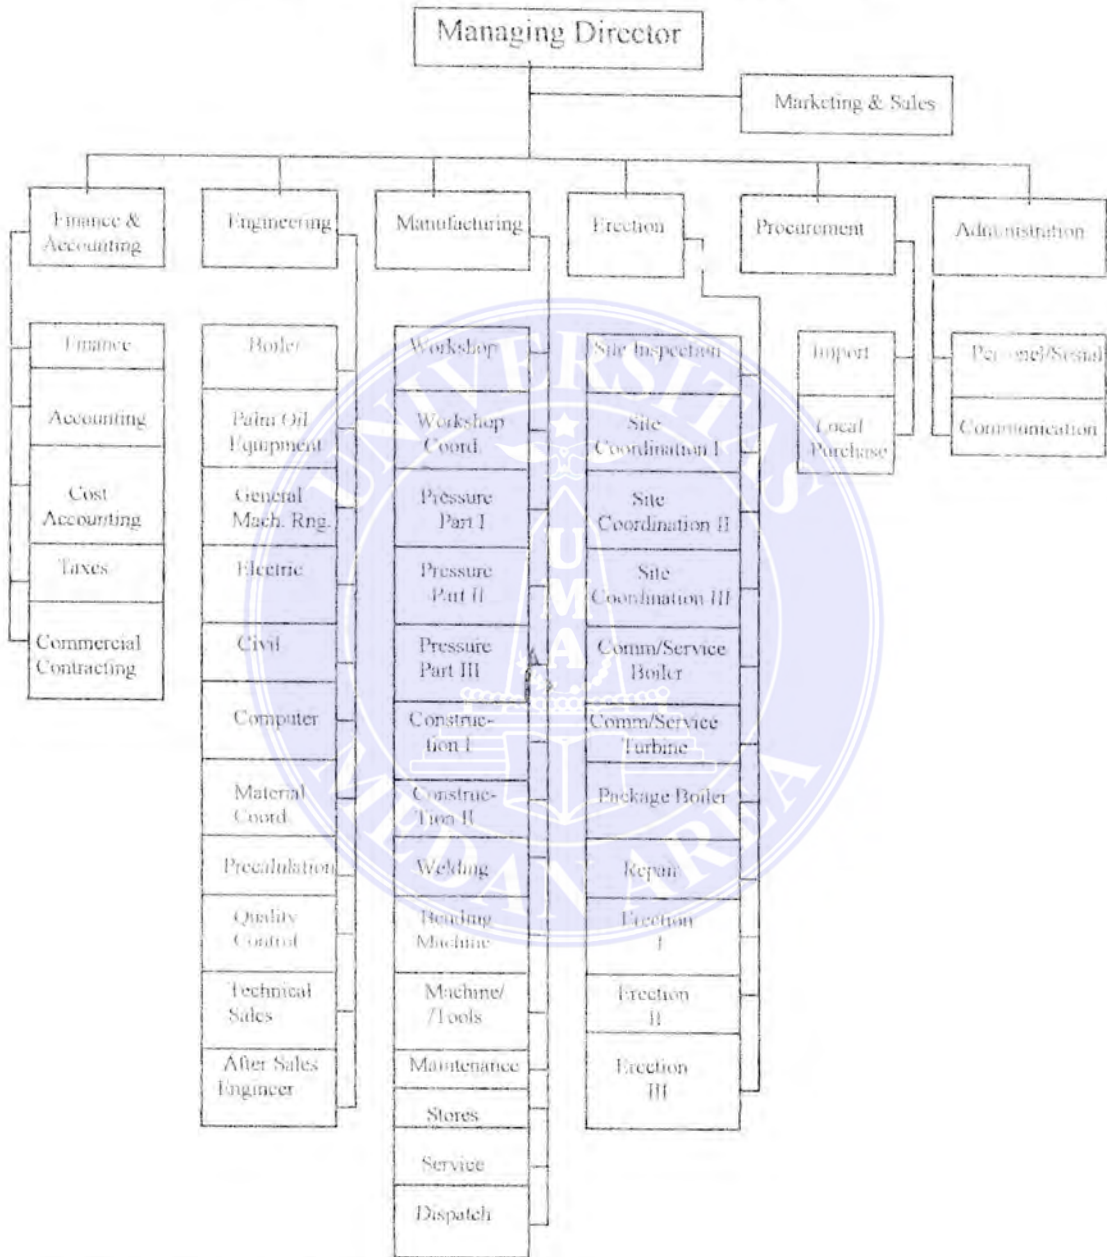 Managing Director
Marketing & Sales
Finance &
Accounting
Engineering
Manufacturing
Erection
Procurement
Administration
Finance
Accounting
Cost
Accounting
Taxes
Commercial
Contracting
Boiler
Palm Oil
Equipment
General
Mach. Rng.
Electric
Civil
Computer
Material
Coord.
Precalulation
Quality
Control
Technical
Sales
After Sales
Engineer
Workshop
Workshop
Coord.
Pressure
Part I
Pressure
Part II
Pressure
Part III
Construc-
tion I
Construc-
Tion II
Welding
Bending
Machine
Machine/
/Tools
Maintenance
Stores
Service
Dispatch
Site Inspection
Site
Coordination I
Site
Coordination II
Site
Coordination III
Comm/Service
Boiler
Comm/Service
Turbine
Package Boiler
Repair
Erection
I
Erection
II
Erection
III
Import
Local
Purchase
Communication
UNIVERSITAS
MEDAN AREA
UMA